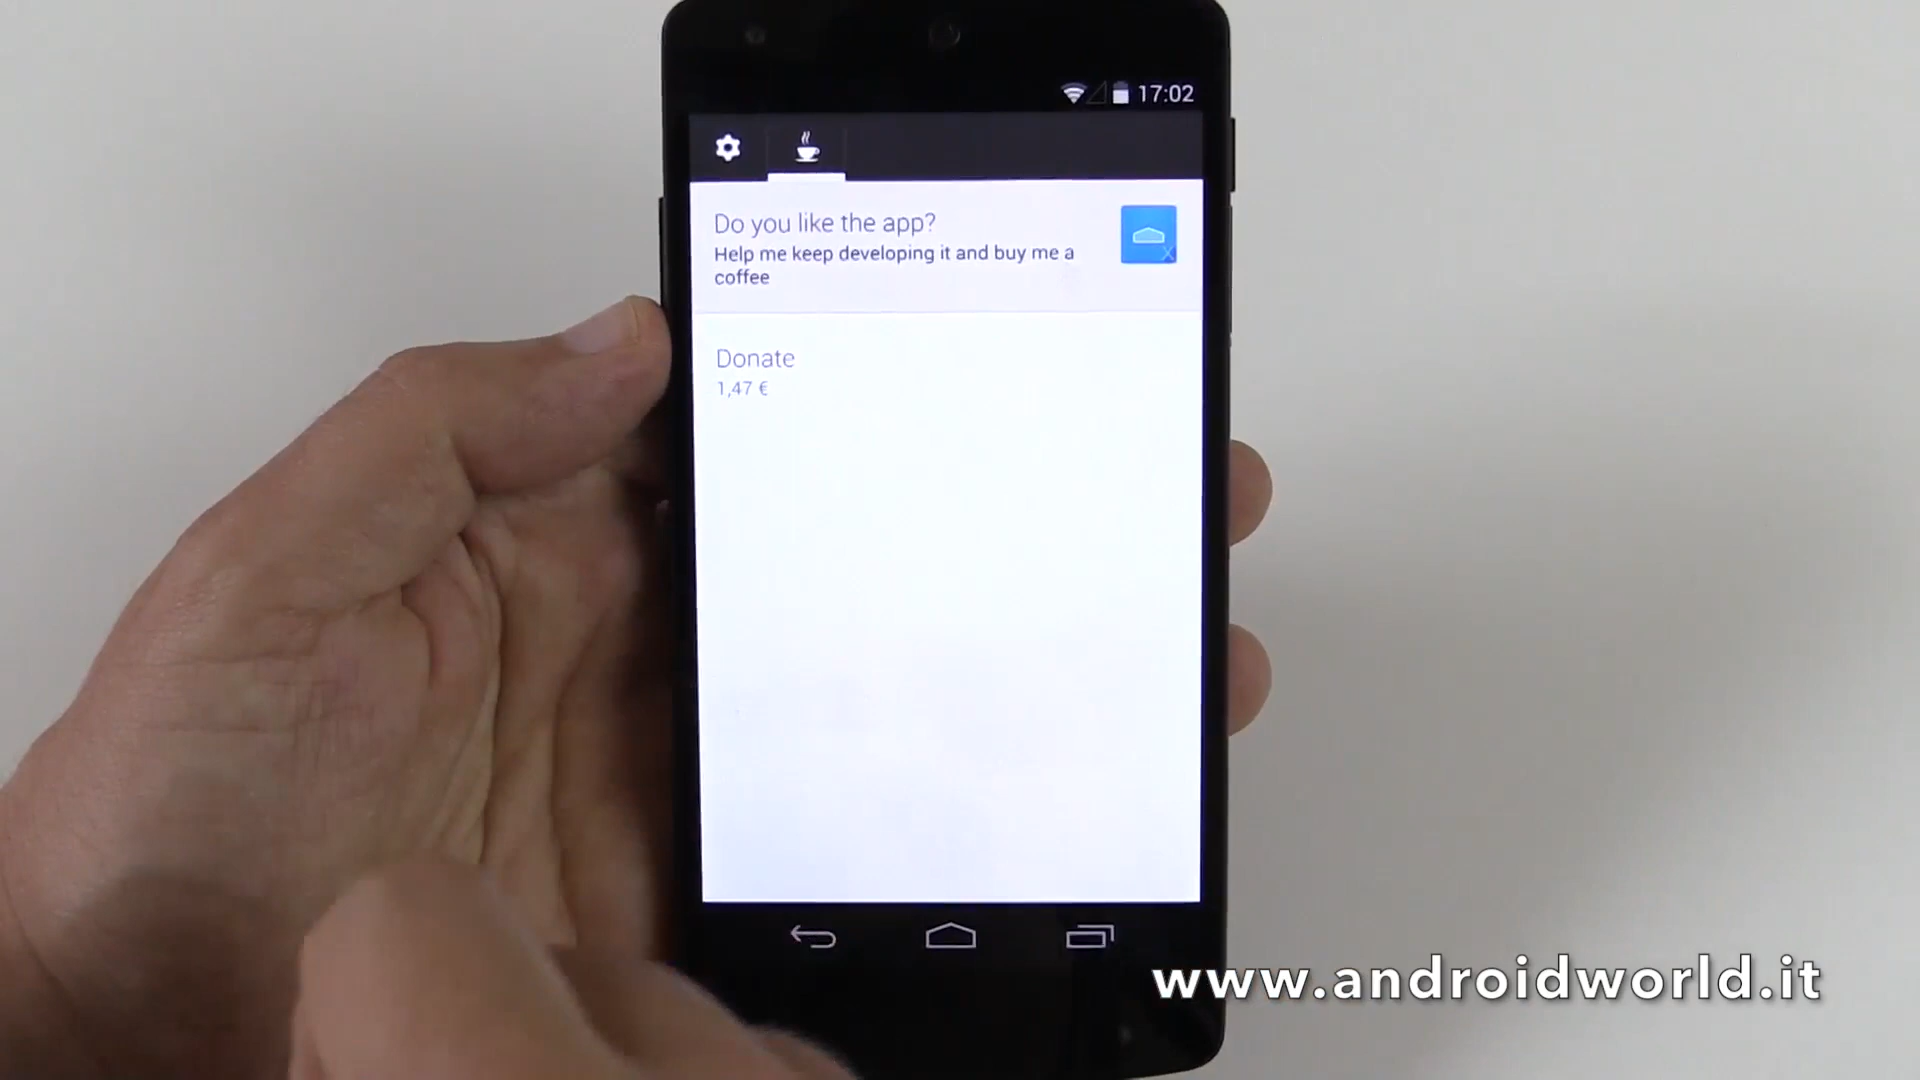 17:02
Do you like the app?
Help me keep developing it and buy me a
coffee
Donate
1,47 €
www.androidworld.it